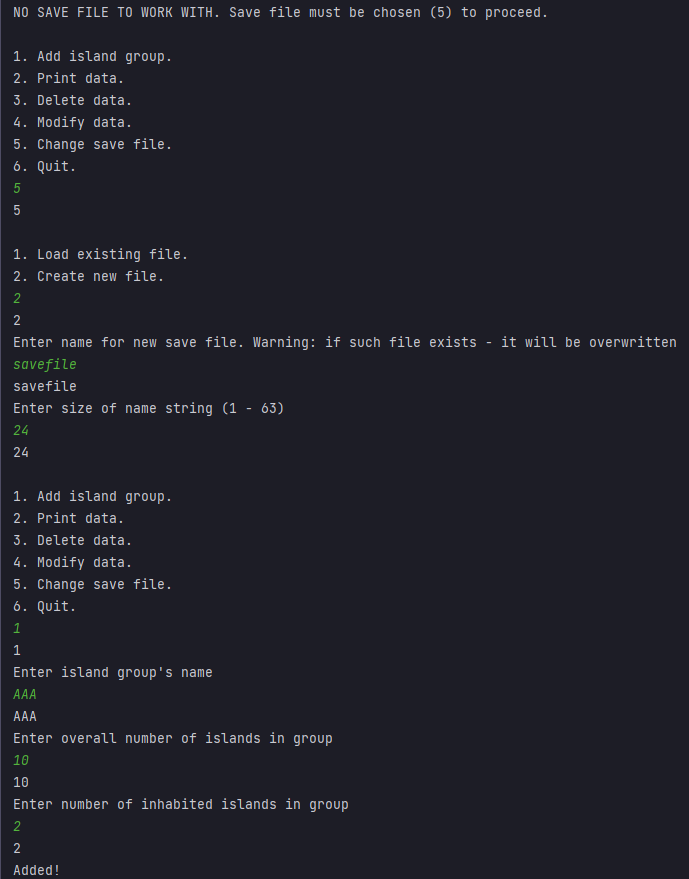 NO SAVE FILE TO WORK WITH. Save file must be chosen (5) to proceed.
1. Add island group.
2. Print data.
3. Delete data.
4. Modify data.
5. Change save file.
6. Quit.
5
5
1. Load existing file.
2. Create new file.
2
2
Enter name for new save file. Warning: if such file exists - it will be overwritten
savefile
savefile
Enter size of name string (1 - 63)
24
24
1. Add island group.
2. Print data.
3. Delete data.
4. Modify data.
5. Change save file.
6. Quit.
1
1
Enter island group's name
AAA
AAA
Enter overall number of islands in group
10
10
Enter number of inhabited islands in group
2
2
Added!